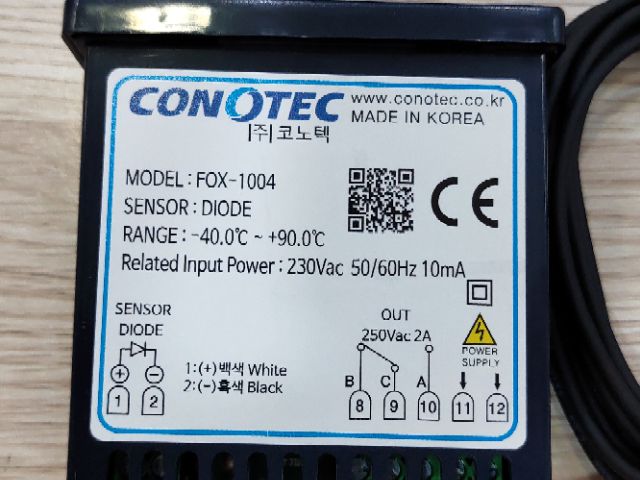 CONOTEC www.conotec.co.kr
[주]코노텍 MADE IN KOREA
MODEL : FOX-1004
SENSOR : DIODE
RANGE : -40.0℃ ~ +90.0℃
Related Input Power : 230Vac 50/60Hz 10mA
CE
SENSOR
DIODE
+ −
1 2
1:(+)백색 White
2:(-)흑색 Black
OUT
250Vac 2A
B C A
8 9 10 11 12
POWER
SUPPLY